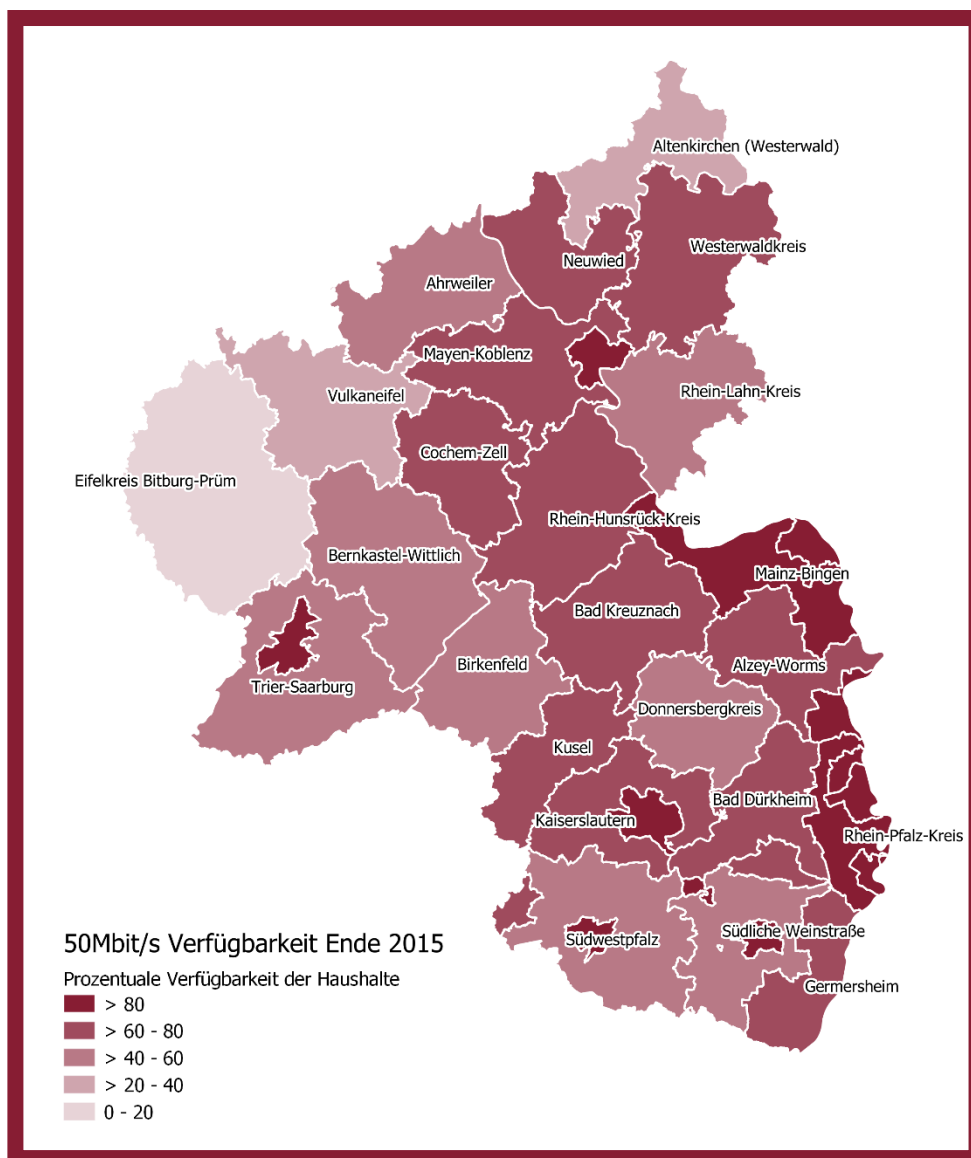 Altenkirchen (Westerwald)
Westerwaldkreis
Neuwied
Ahrweiler
Mayen-Koblenz
Vulkaneifel
Rhein-Lahn-Kreis
Cochem-Zell
Eifelkreis Bitburg-Prüm
Rhein-Hunsrück-Kreis
Bernkastel-Wittlich
Mainz-Bingen
Bad Kreuznach
Birkenfeld
Alzey-Worms
Trier-Saarburg
Donnersbergkreis
Kusel
Bad Dürkheim
Kaiserslautern
Rhein-Pfalz-Kreis
Südliche Weinstraße
Südwestpfalz
Germersheim
50Mbit/s Verfügbarkeit Ende 2015
Prozentuale Verfügbarkeit der Haushalte
> 80
> 60 - 80
> 40 - 60
> 20 - 40
0 - 20